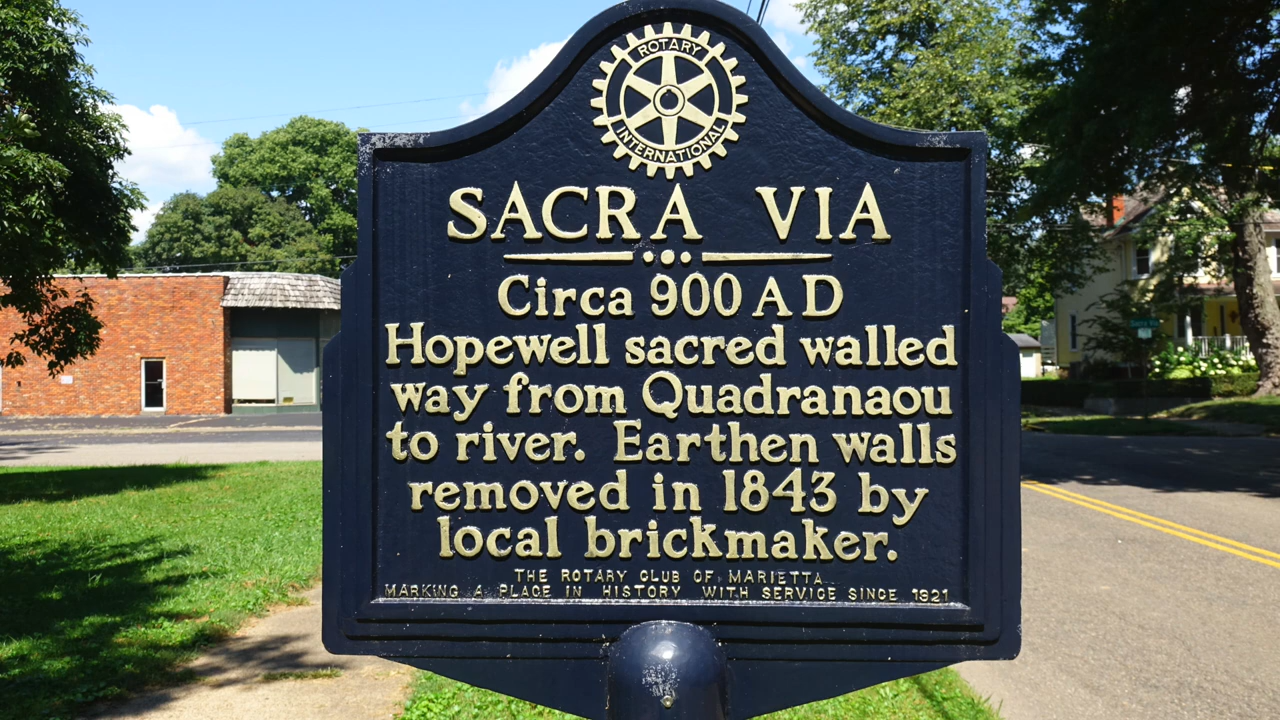 ROTARY
INTERNATIONAL
SACRA VIA
Circa 900 AD
Hopewell sacred walled
way from Quadranaou
to river. Earthen walls
removed in 1843 by
local brickmaker.
THE ROTARY CLUB OF MARIETTA
MARKING A PLACE IN HISTORY WITH SERVICE SINCE 1921